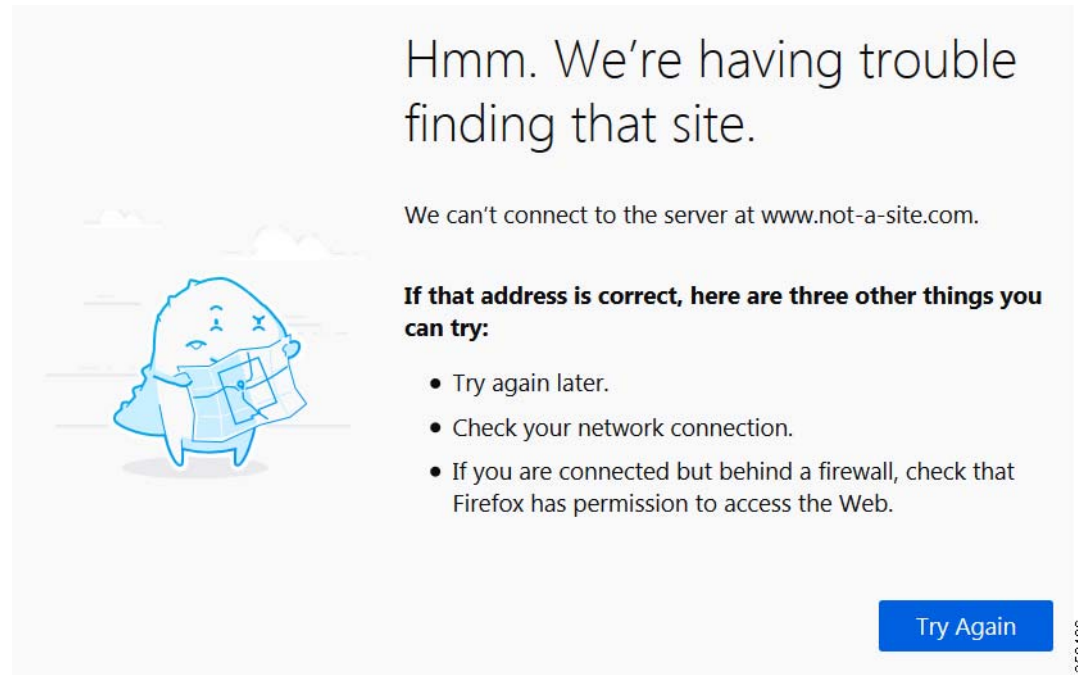 Hmm. We're having trouble
finding that site.
We can't connect to the server at www.not-a-site.com.
If that address is correct, here are three other things you
can try:
• Try again later.
• Check your network connection.
• If you are connected but behind a firewall, check that
Firefox has permission to access the Web.
Try Again